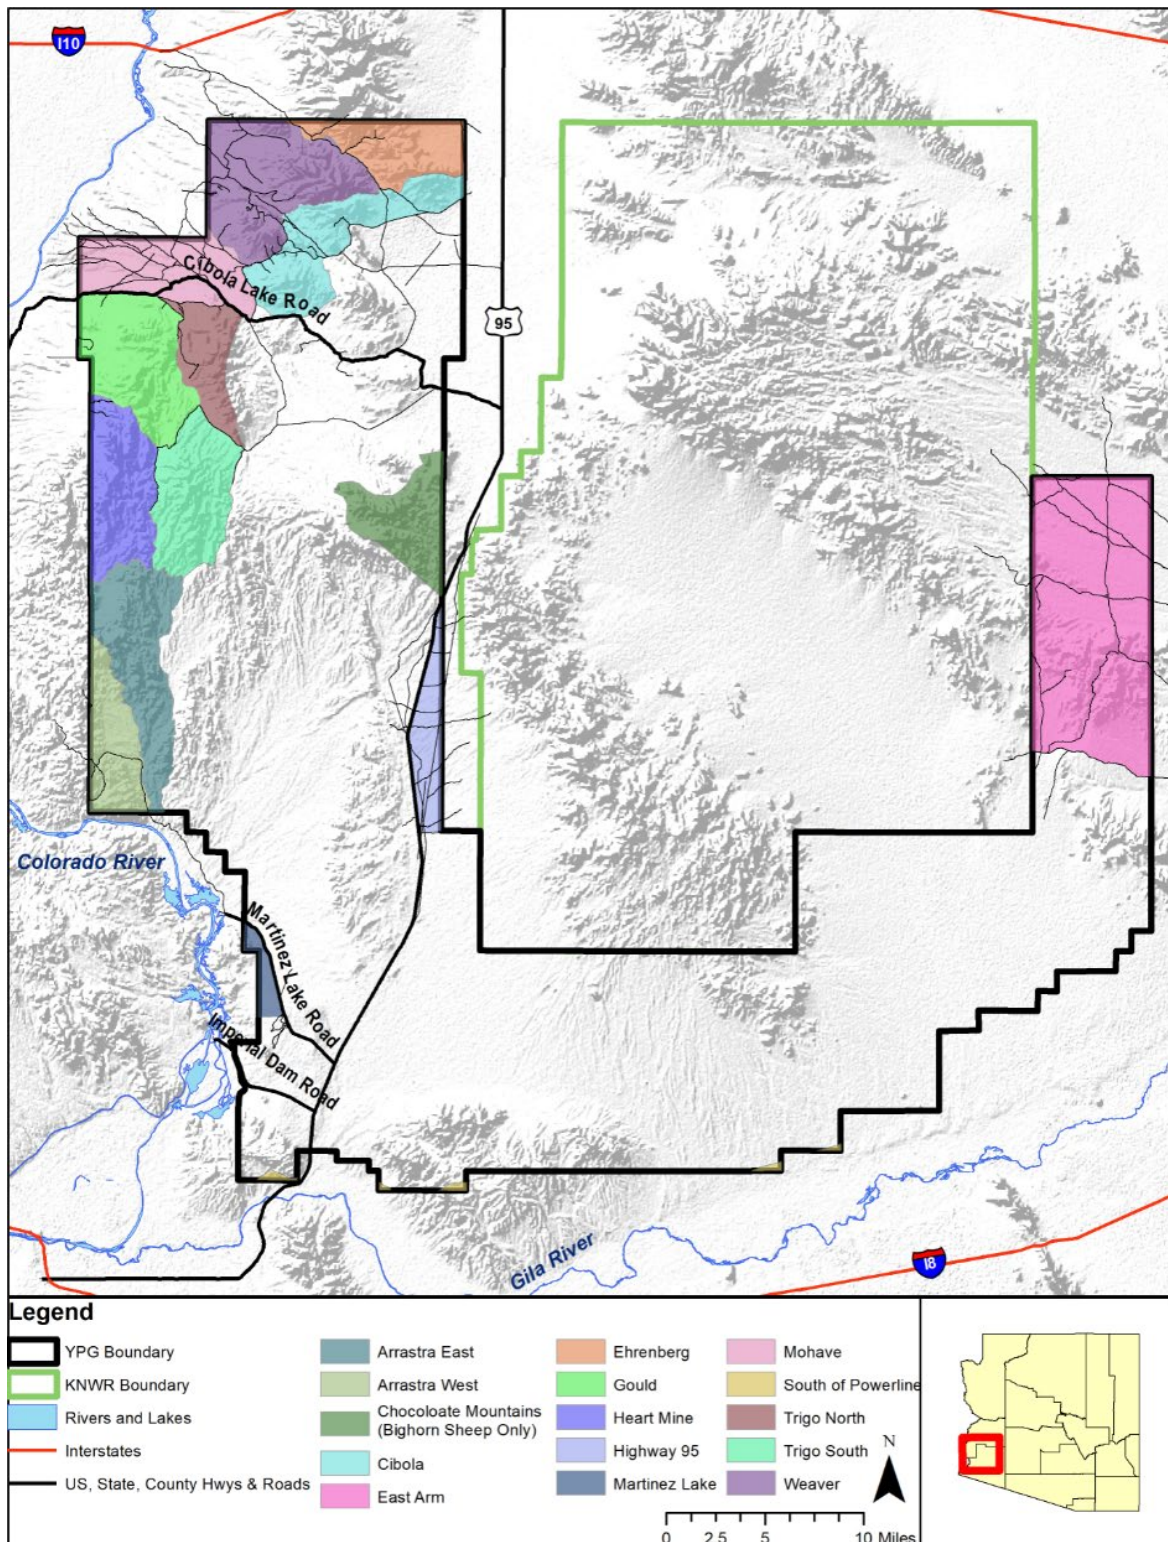 I10
Cibola Lake Road
95
Colorado River
Martinez Lake Road
Imperial Dam Road
Gila River
I8
Legend
YPG Boundary
KNWR Boundary
Rivers and Lakes
Interstates
US, State, County Hwys & Roads
Arrastra East
Arrastra West
Chocoloate Mountains
(Bighorn Sheep Only)
Cibola
East Arm
Ehrenberg
Gould
Heart Mine
Highway 95
Martinez Lake
Mohave
South of Powerline
Trigo North
Trigo South
Weaver
N
0 2.5 5 10 Miles